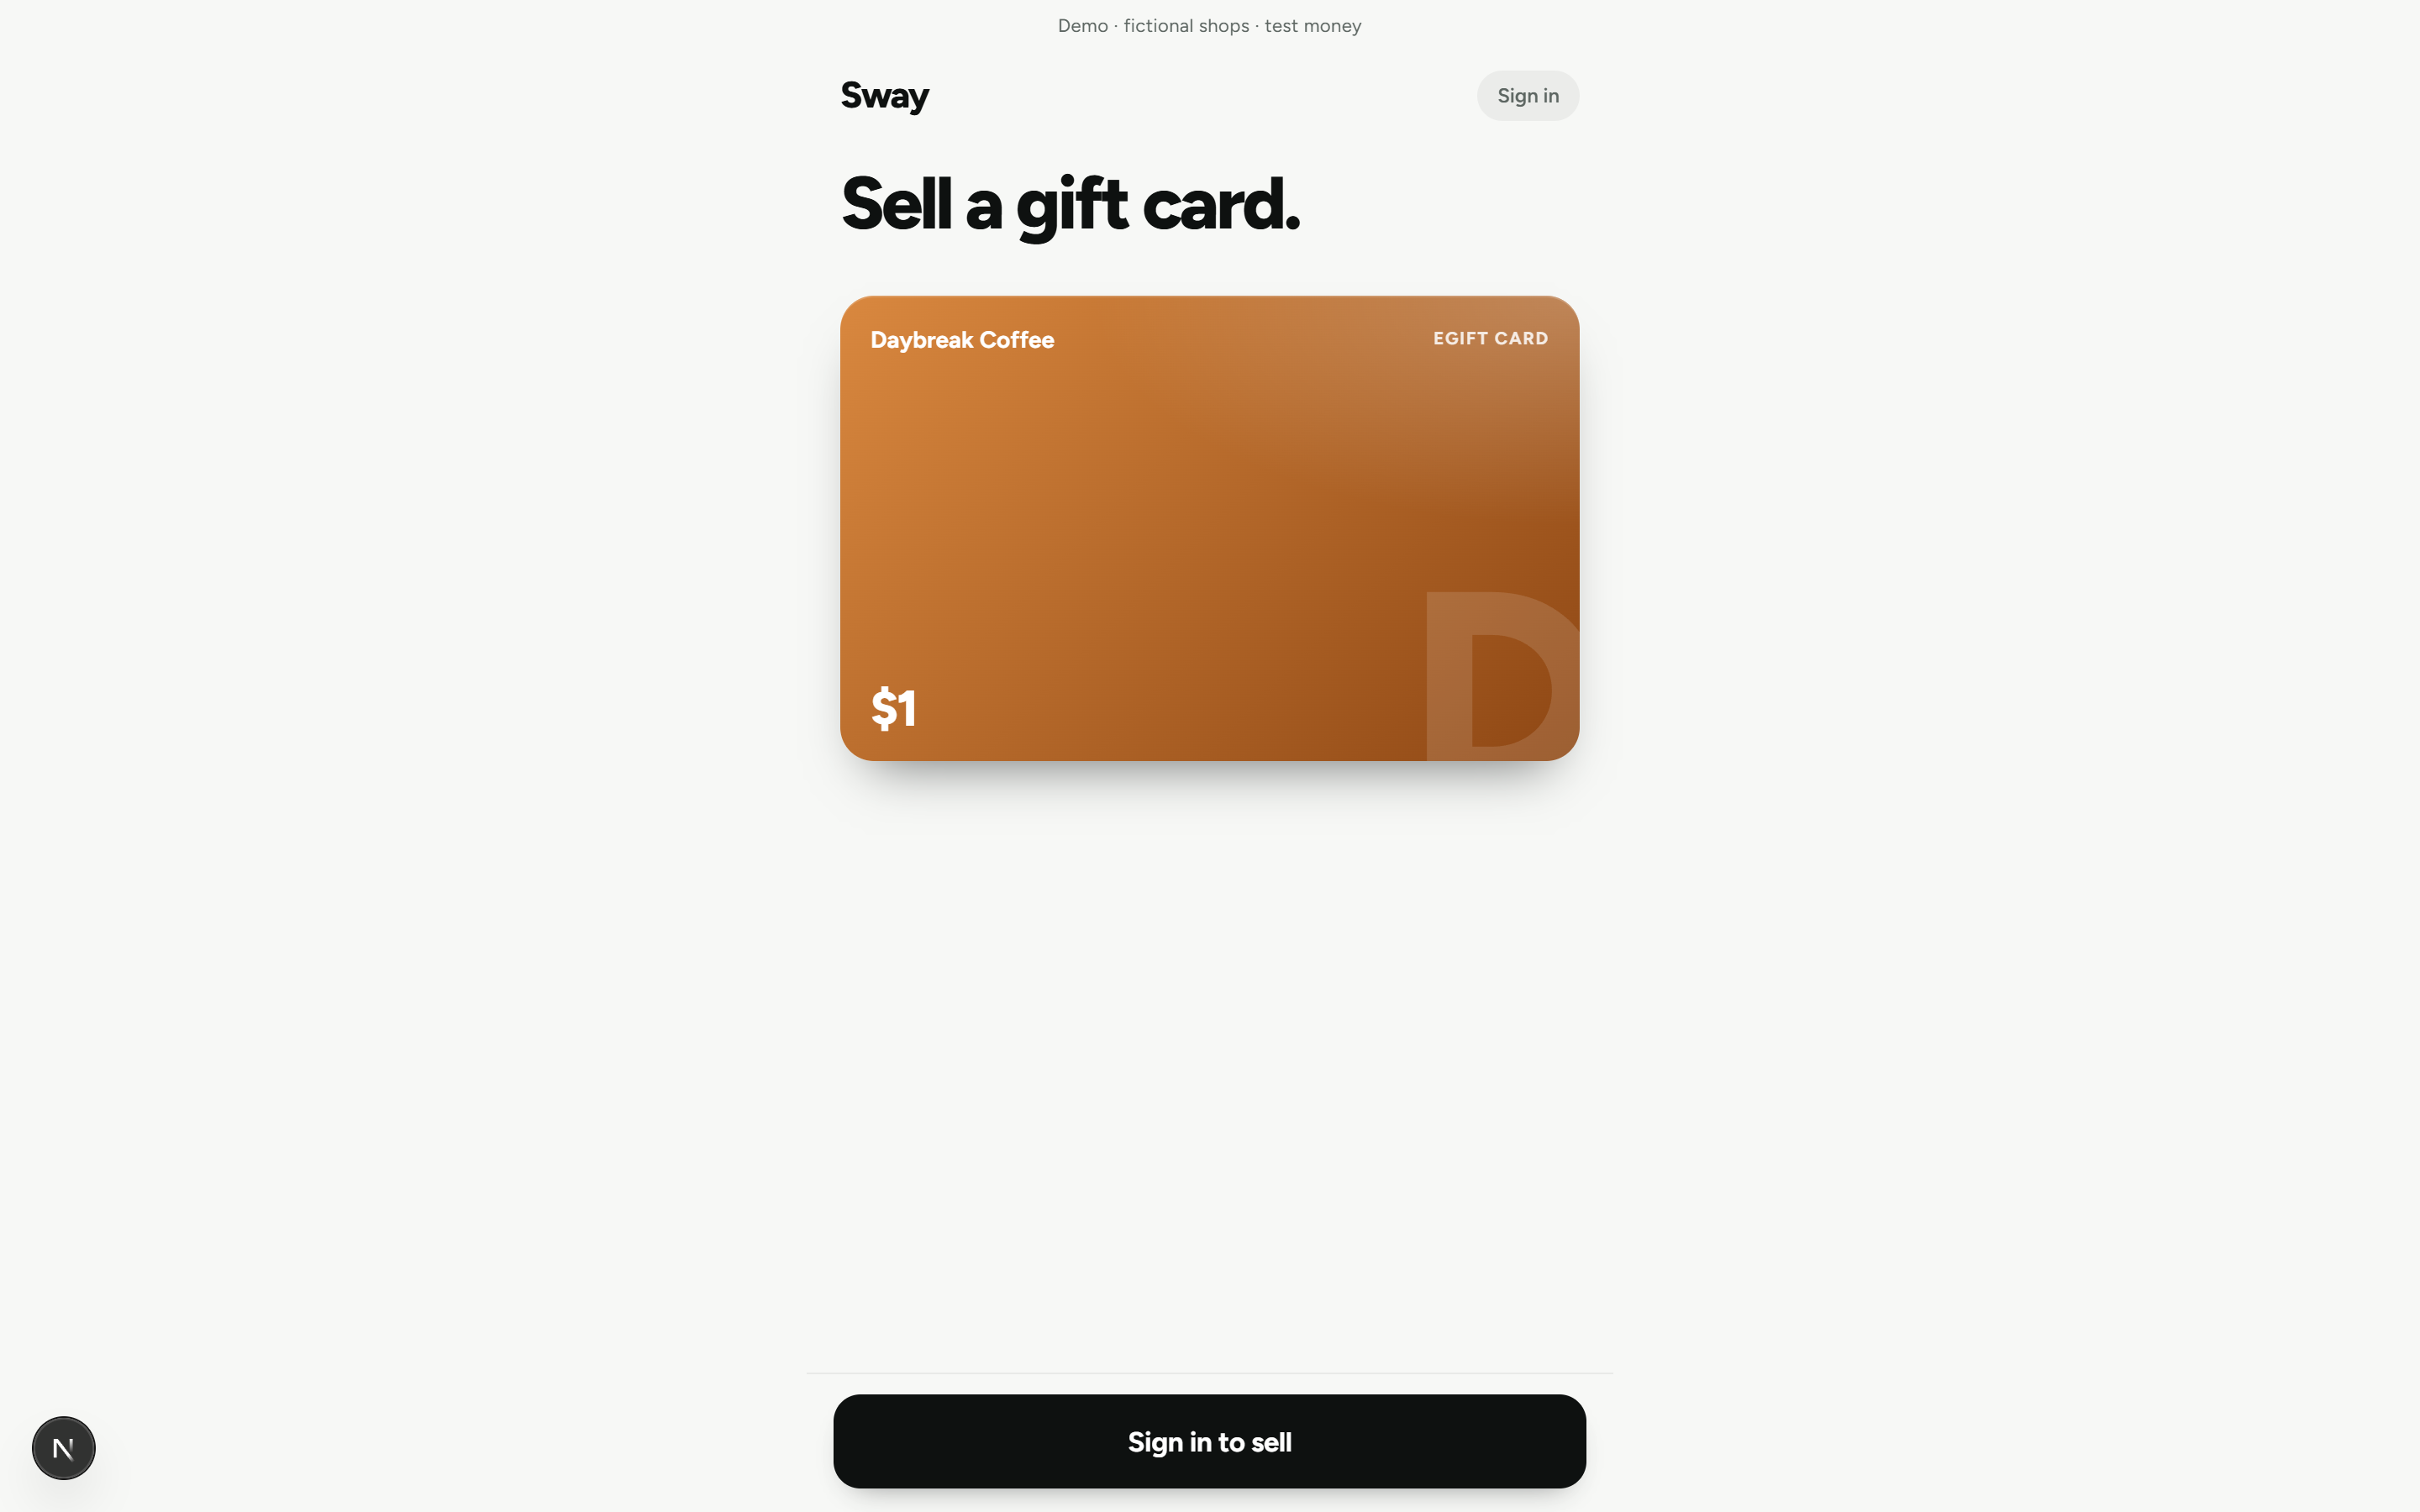 Demo · fictional shops · test money
Sway
Sign in
Sell a gift card.
Daybreak Coffee
EGIFT CARD
$1
D
Sign in to sell
N